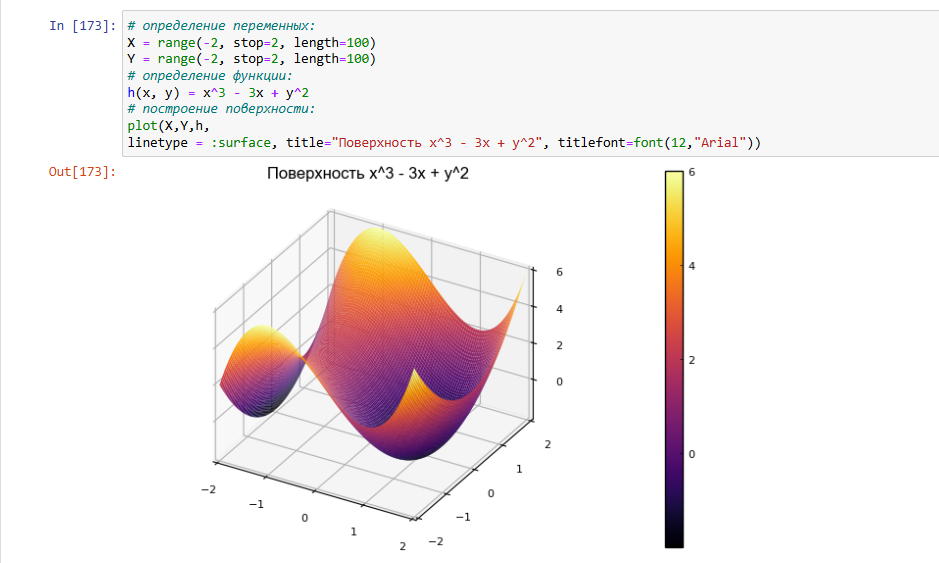 In [173]: # определение переменных:
X = range(-2, stop=2, length=100)
Y = range(-2, stop=2, length=100)
# определение функции:
h(x, y) = x^3 - 3x + y^2
# построение поверхности:
plot(X,Y,h,
linetype = :surface, title="Поверхность x^3 - 3x + y^2", titlefont=font(12,"Arial"))
Out[173]:
Поверхность x^3 - 3x + y^2
6
4
2
0
6
4
2
0
2
1
0
−1
−2
−2
−1
0
1
2